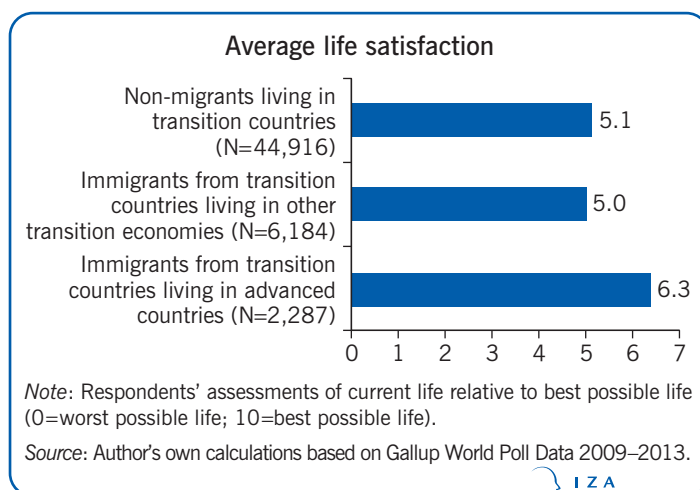 Average life satisfaction
Non-migrants living in
transition countries
(N=44,916)
5.1
Immigrants from transition
countries living in other
transition economies (N=6,184)
5.0
Immigrants from transition
countries living in advanced
countries (N=2,287)
6.3
0 1 2 3 4 5 6 7
Note: Respondents’ assessments of current life relative to best possible life
(0=worst possible life; 10=best possible life).
Source: Author’s own calculations based on Gallup World Poll Data 2009–2013.
IZA